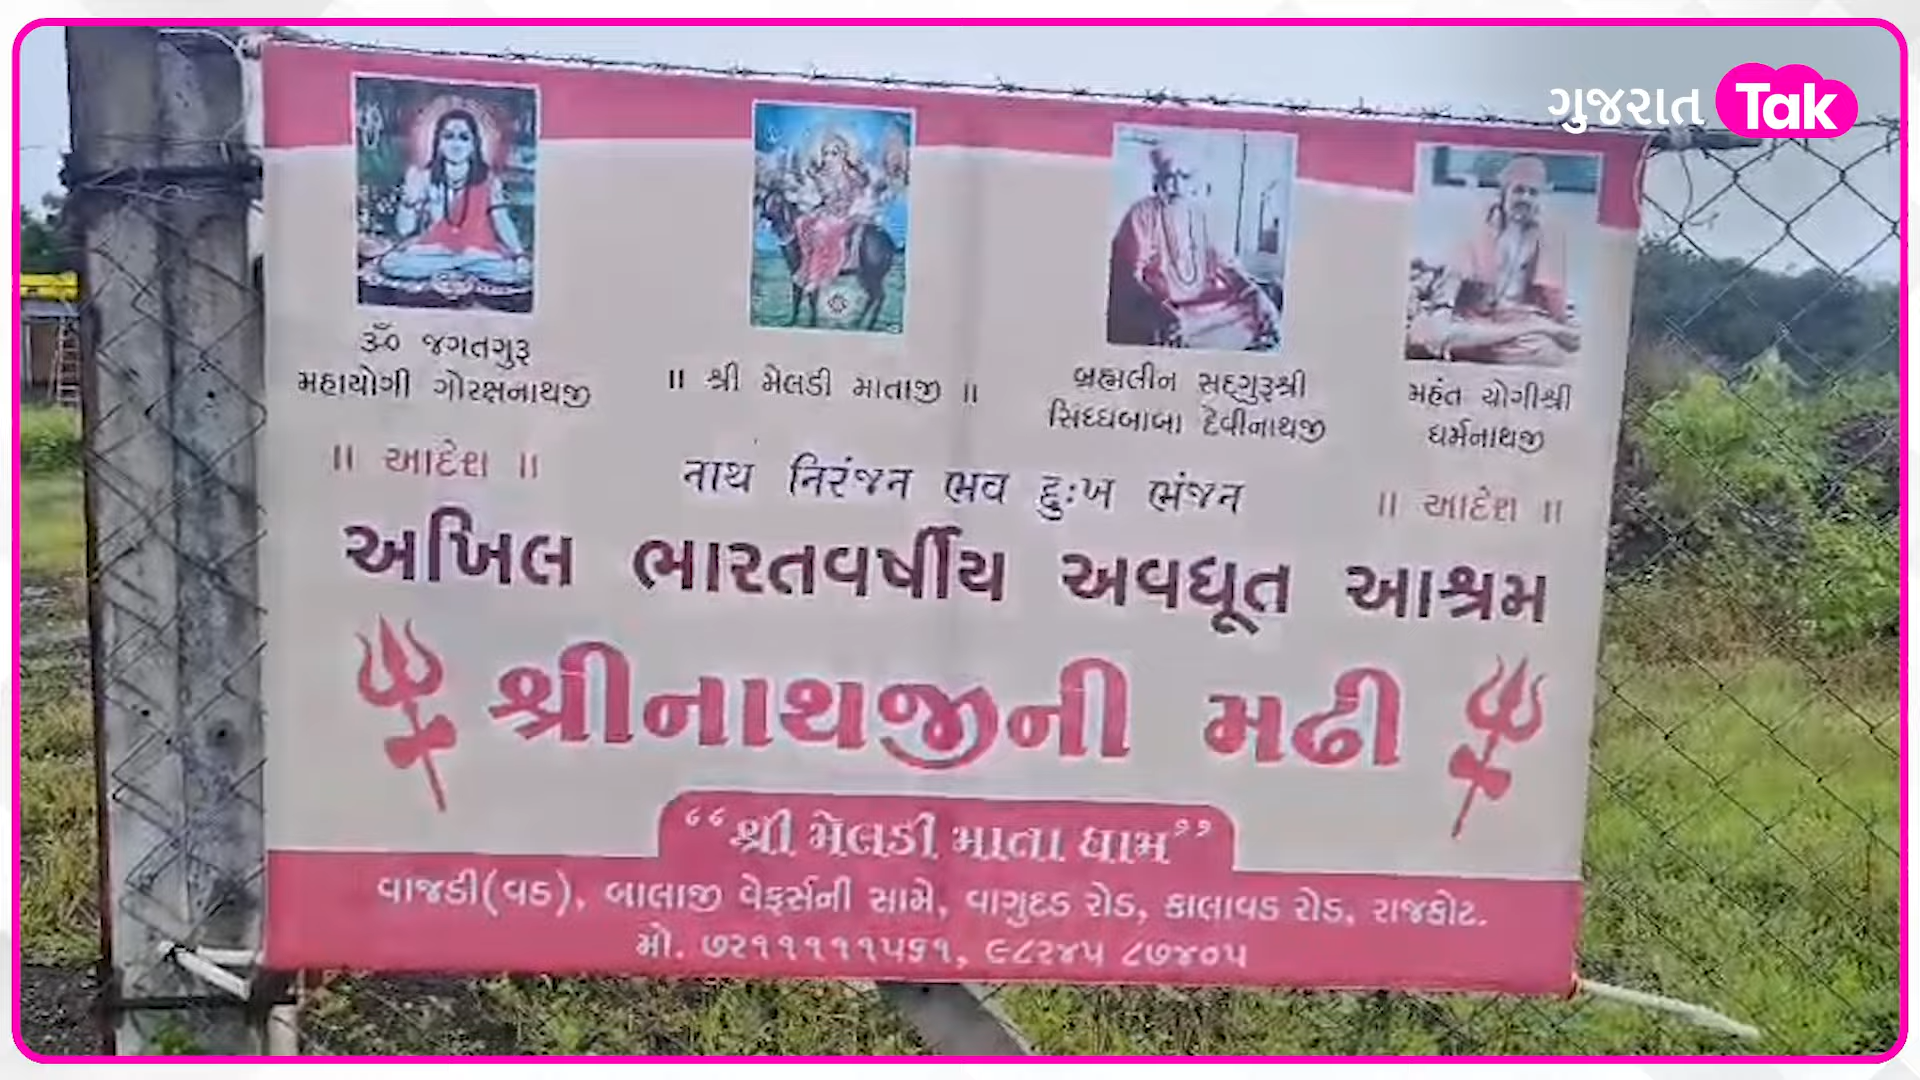 ગુજરાત Tak
ૐ જગતગુરૂ
મહાયોગી ગોરક્ષનાથજી
॥ શ્રી મેલડી માતાજી ॥
બ્રહ્મલીન સદ્‌ગુરૂશ્રી
સિદ્ધબાબા દેવીનાથજી
મહંત યોગીશ્રી
ધર્મનાથજી
॥ આદેશ ॥
નાથ નિરંજન ભવ દુઃખ ભંજન
॥ આદેશ ॥
અખિલ ભારતવર્ષીય અવધૂત આશ્રમ
શ્રીનાથજીની મઢી
“શ્રી મેલડી માતા ધામ”
વાજડી(વડ), બાલાજી વેફર્સની સામે, વાગુદડ રોડ, કાલાવડ રોડ, રાજકોટ.
મો. ૭૨૧૧૧૧૧૫૬૧, ૯૮૨૪૫ ૮૭૪૦૫